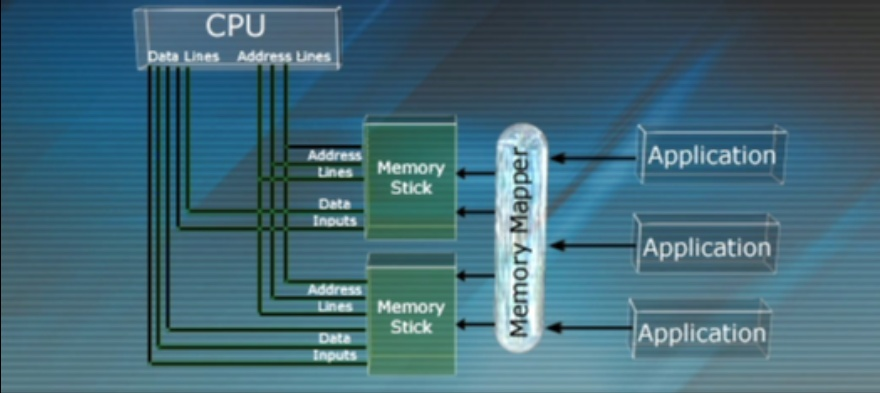 CPU
Data Lines Address Lines
Address
Lines
Data
Inputs
Memory
Stick
Address
Lines
Data
Inputs
Memory
Stick
Memory Mapper
Application
Application
Application